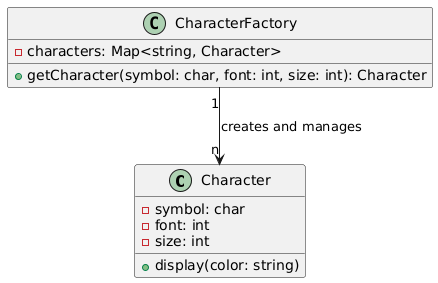 C CharacterFactory
characters: Map<string, Character>
getCharacter(symbol: char, font: int, size: int): Character
1
creates and manages
n
C Character
symbol: char
font: int
size: int
display(color: string)